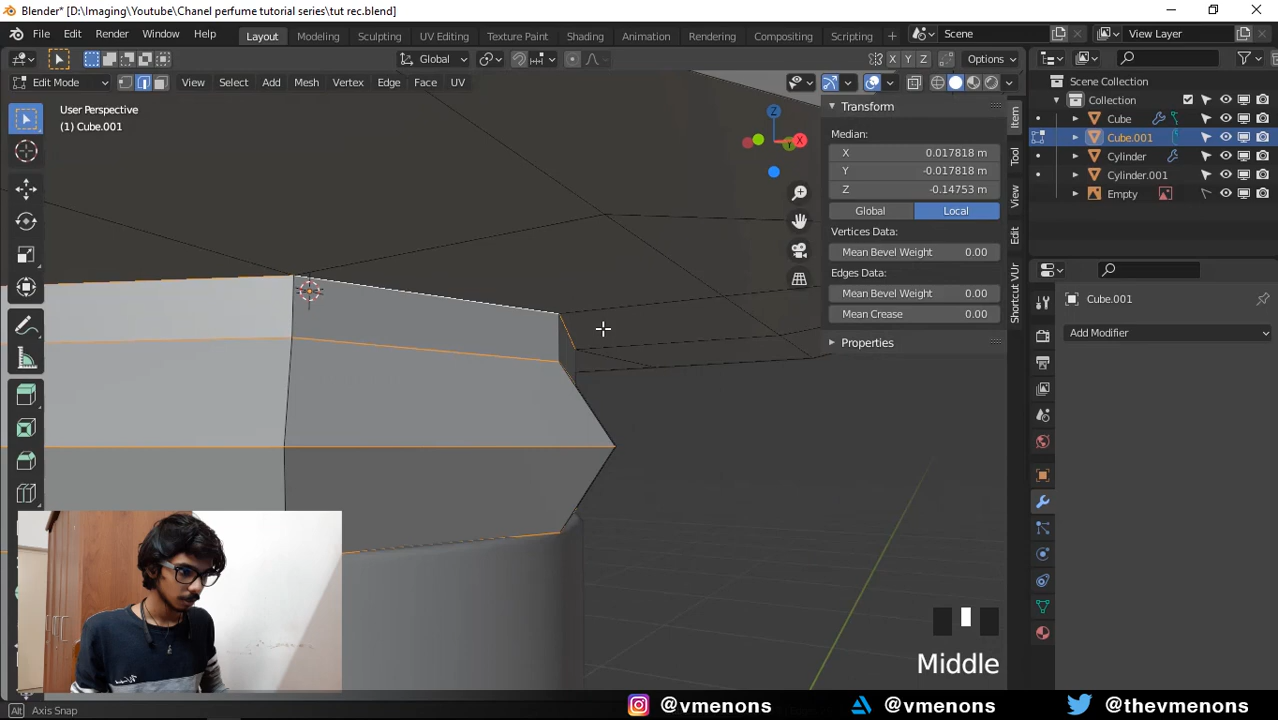 Blender* [D:\Imaging\Youtube\Chanel perfume tutorial series\tut rec.blend]
File Edit Render Window Help Layout Modeling Sculpting UV Editing Texture Paint Shading Animation Rendering Compositing Scripting + Scene View Layer
Global Options
X Y Z
Edit Mode View Select Add Mesh Vertex Edge Face UV
User Perspective
(1) Cube.001
Z
X
Y
Transform
Median:
X 0.017818 m
Y -0.017818 m
Z -0.14753 m
Global Local
Vertices Data:
Mean Bevel Weight 0.00
Edges Data:
Mean Bevel Weight 0.00
Mean Crease 0.00
Properties
Item
Tool
View
Edit
Shortcut VUr
Scene Collection
Collection
Cube
Cube.001
Cylinder
Cylinder.001
Empty
Cube.001
Add Modifier
Middle
Alt Axis Snap
@vmenons @vmenons @thevmenons